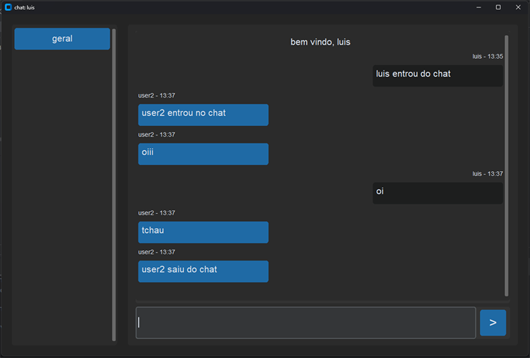 chat: luis
geral
bem vindo, luis
luis - 13:35
luis entrou do chat
user2 - 13:37
user2 entrou no chat
user2 - 13:37
oiii
luis - 13:37
oi
user2 - 13:37
tchau
user2 - 13:37
user2 saiu do chat
>